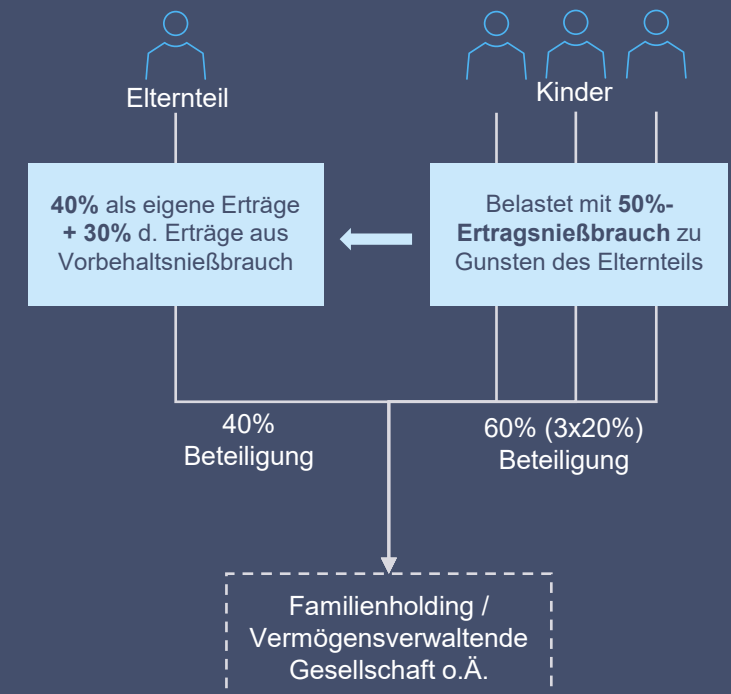 Elternteil
Kinder
40% als eigene Erträge
+ 30% d. Erträge aus
Vorbehaltsnießbrauch
Belastet mit 50%-
Ertragsnießbrauch zu
Gunsten des Elternteils
40%
Beteiligung
60% (3x20%)
Beteiligung
Familienholding /
Vermögensverwaltende
Gesellschaft o.Ä.